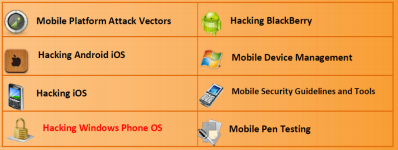 Mobile Platform Attack Vectors
Hacking BlackBerry
Hacking Android iOS
Mobile Device Management
Hacking iOS
Mobile Security Guidelines and Tools
Hacking Windows Phone OS
Mobile Pen Testing